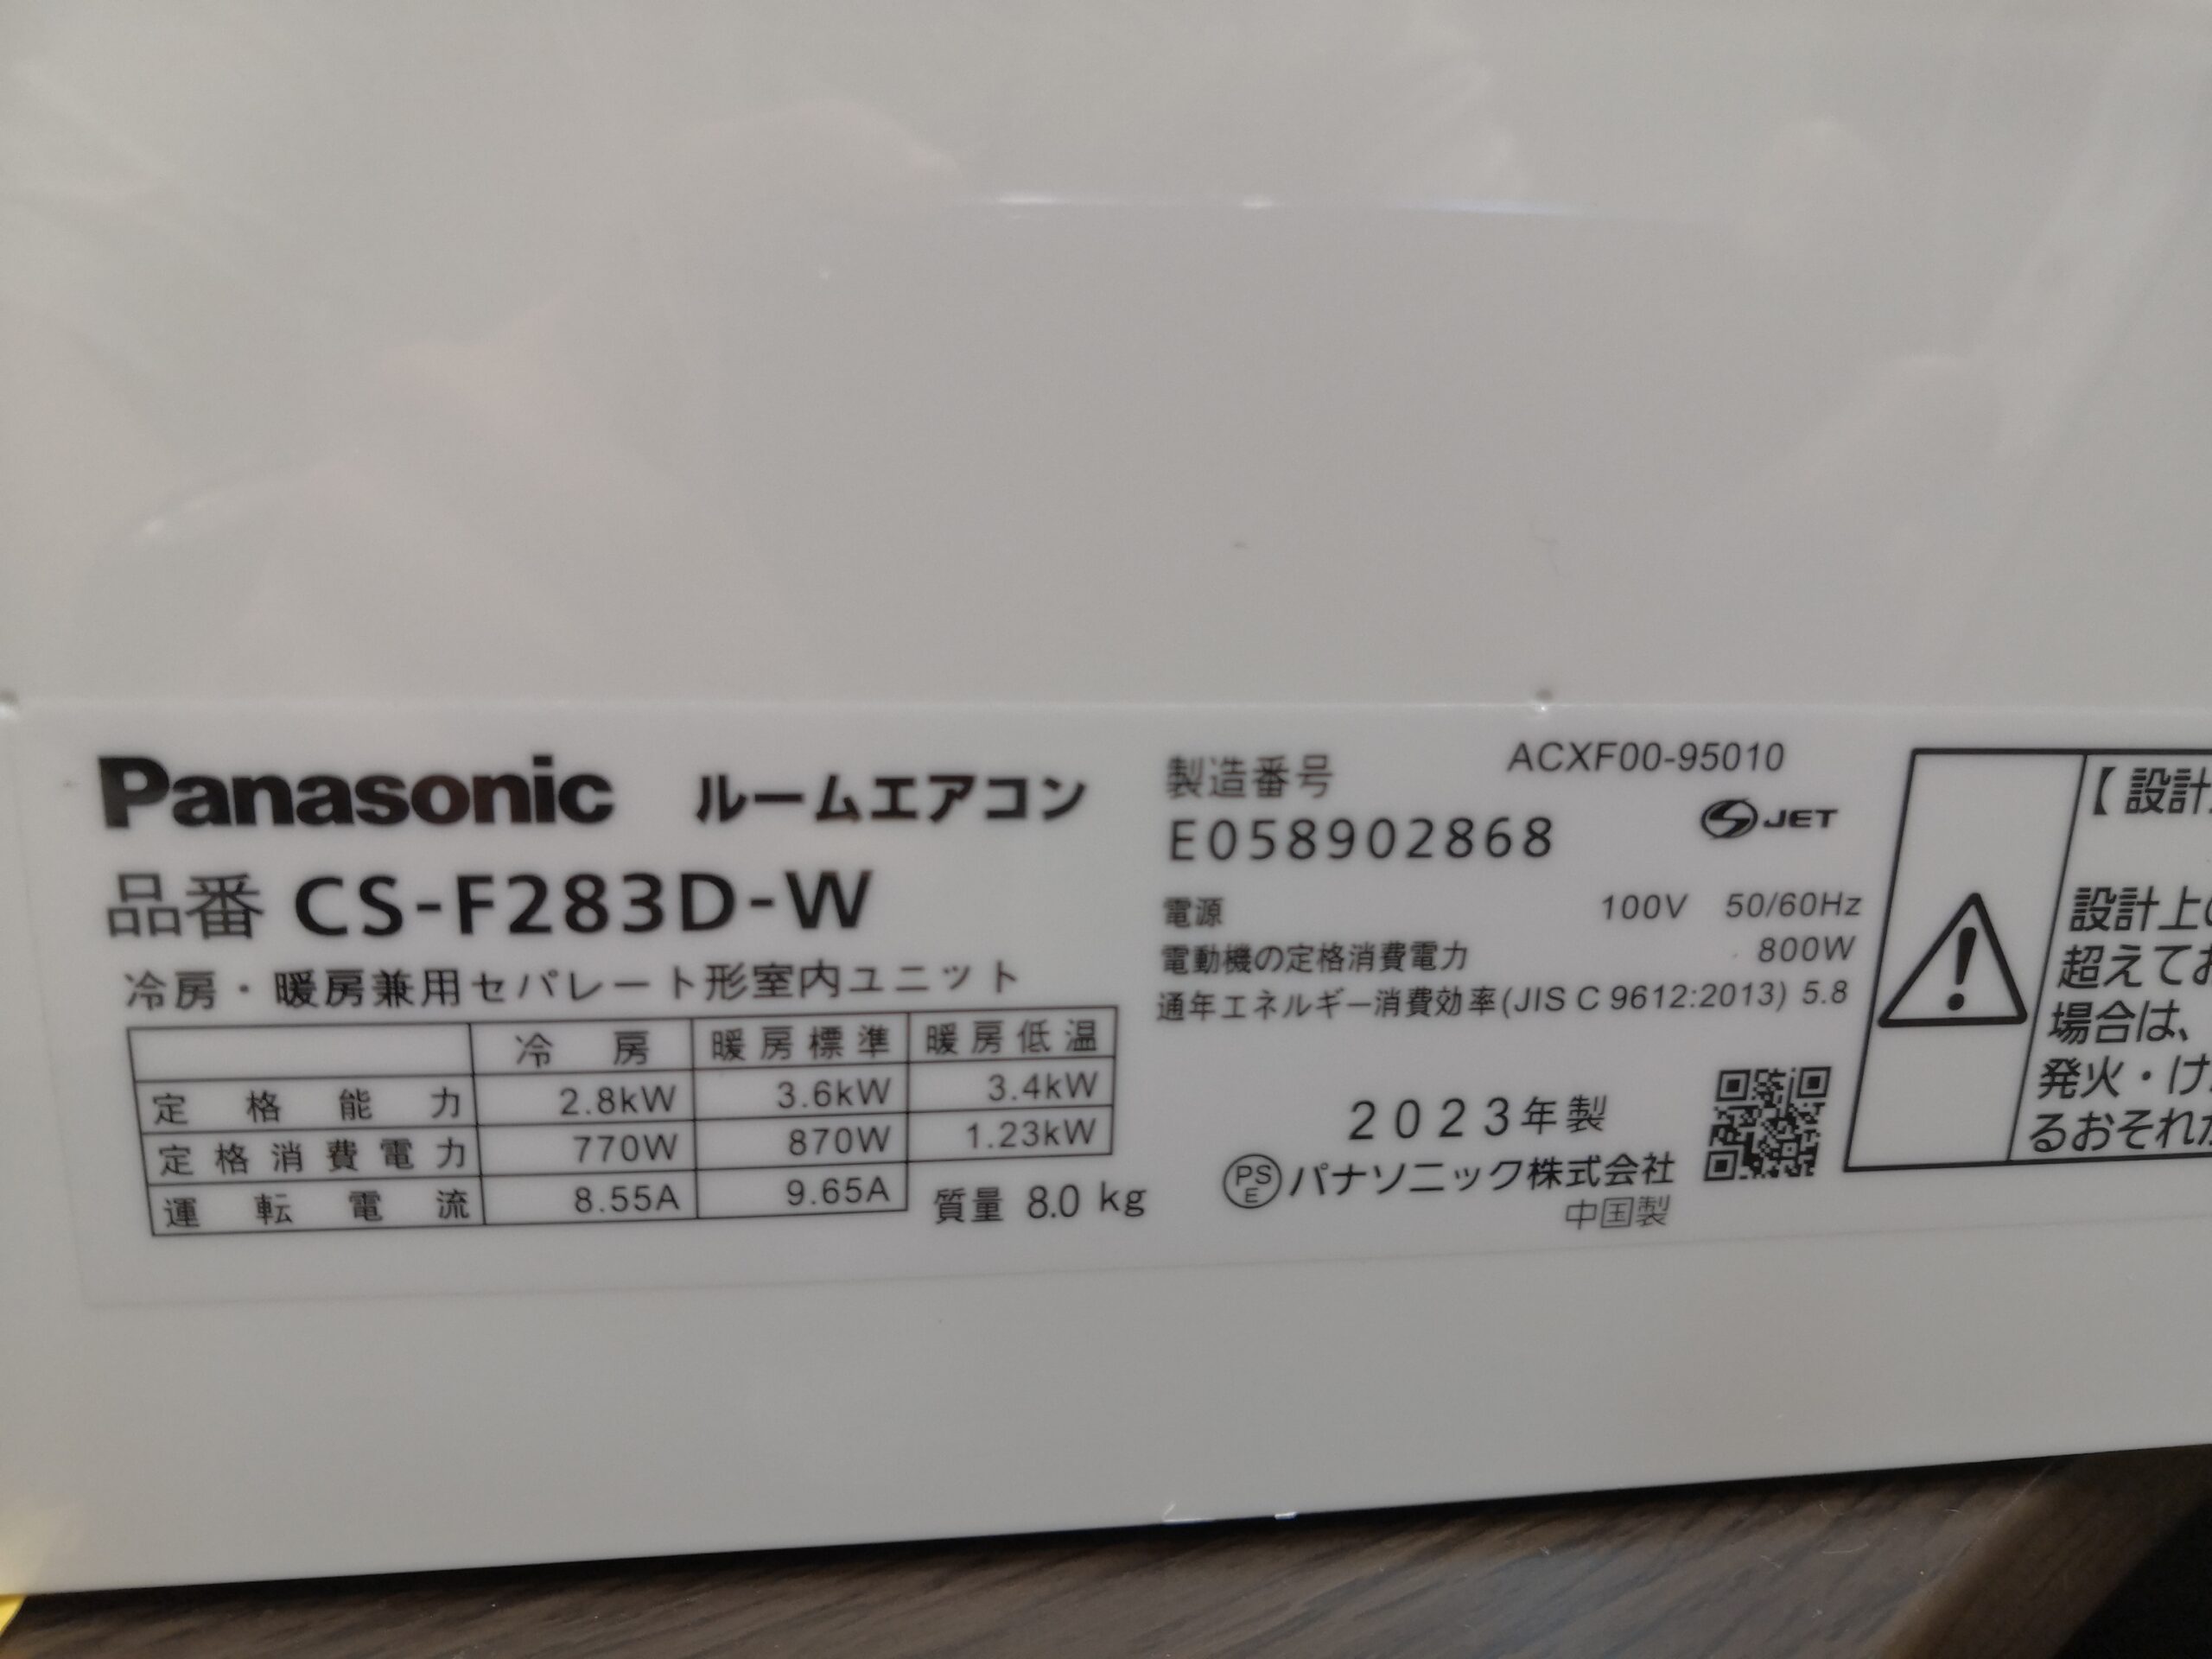 Panasonic ルームエアコン
品番 CS-F283D-W
冷房・暖房兼用セパレート形室内ユニット
冷房 暖房標準 暖房低温
定格能力 2.8kW 3.6kW 3.4kW
定格消費電力 770W 870W 1.23kW
運転電流 8.55A 9.65A
質量 8.0 kg
製造番号 ACXF00-95010
E058902868
JET
電源 100V 50/60Hz
電動機の定格消費電力 800W
通年エネルギー消費効率(JIS C 9612:2013) 5.8
2023年製
PSE パナソニック株式会社
中国製
【設計
設計上の
超えてお
場合は、
発火・け
るおそれが